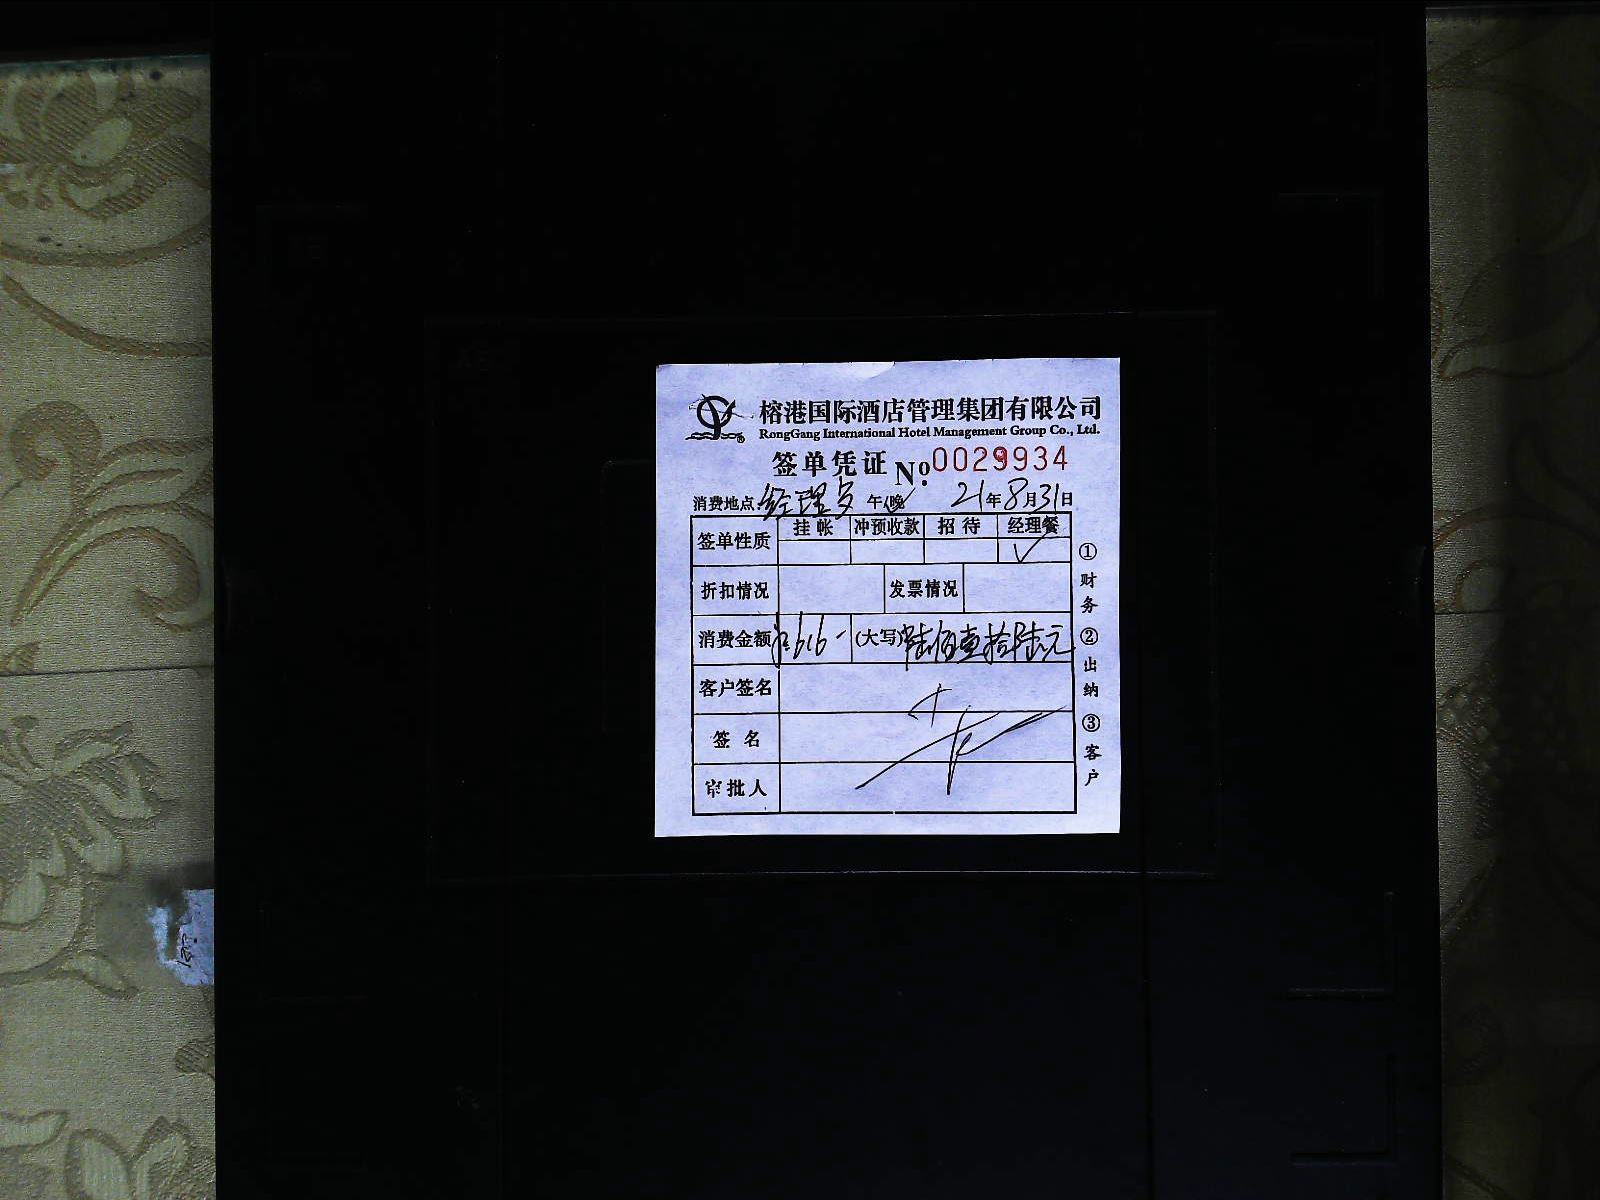 榕港国际酒店管理集团有限公司
RongGang International Hotel Management Group Co., Ltd.
签单凭证 Nº: 0029934
消费地点 经理 午/晚 21年8月31日
签单性质 挂帐 冲预收款 招待 经理餐
✓
折扣情况 发票情况
消费金额 616- (大写) 陆佰壹拾陆元
客户签名
签名
审批人
①财务 ②出纳 ③客户